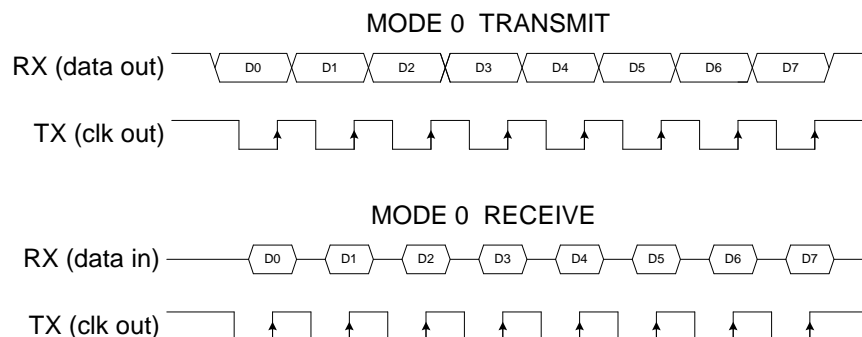 MODE 0 TRANSMIT
RX (data out) D0 D1 D2 D3 D4 D5 D6 D7
TX (clk out)
MODE 0 RECEIVE
RX (data in) D0 D1 D2 D3 D4 D5 D6 D7
TX (clk out)